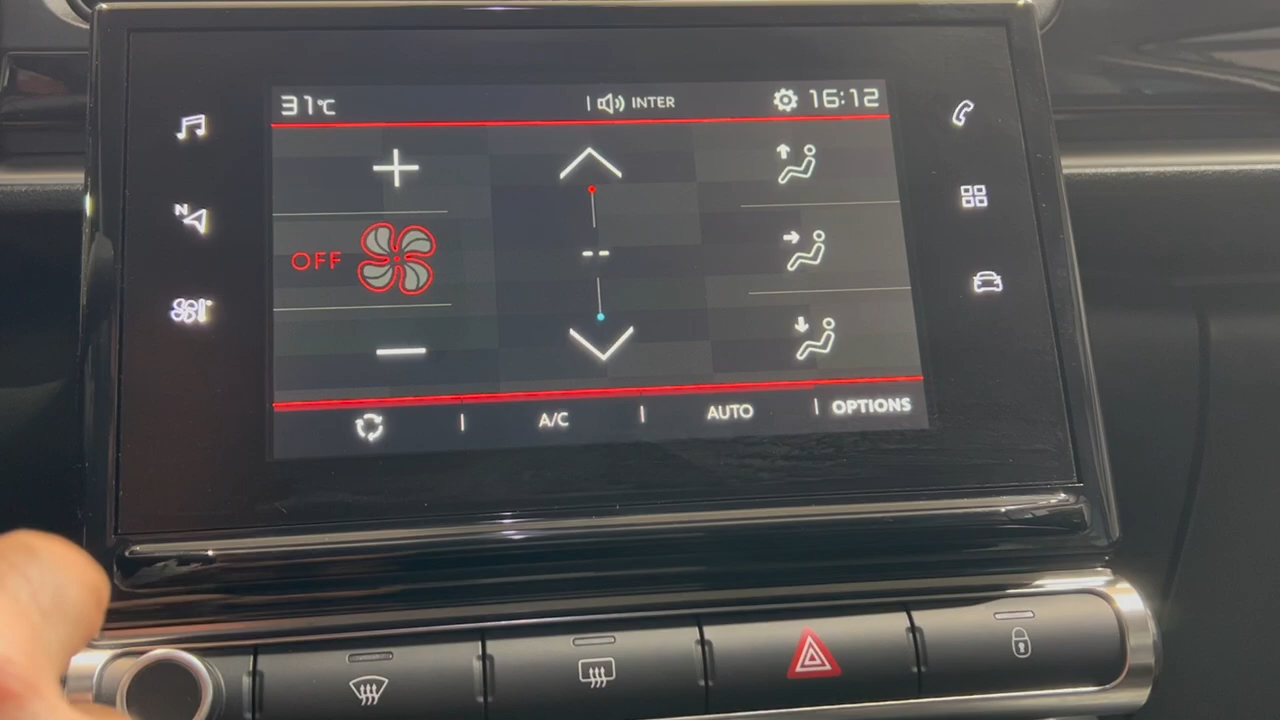 31°C
INTER
16:12
N
OFF
--
A/C
AUTO
OPTIONS